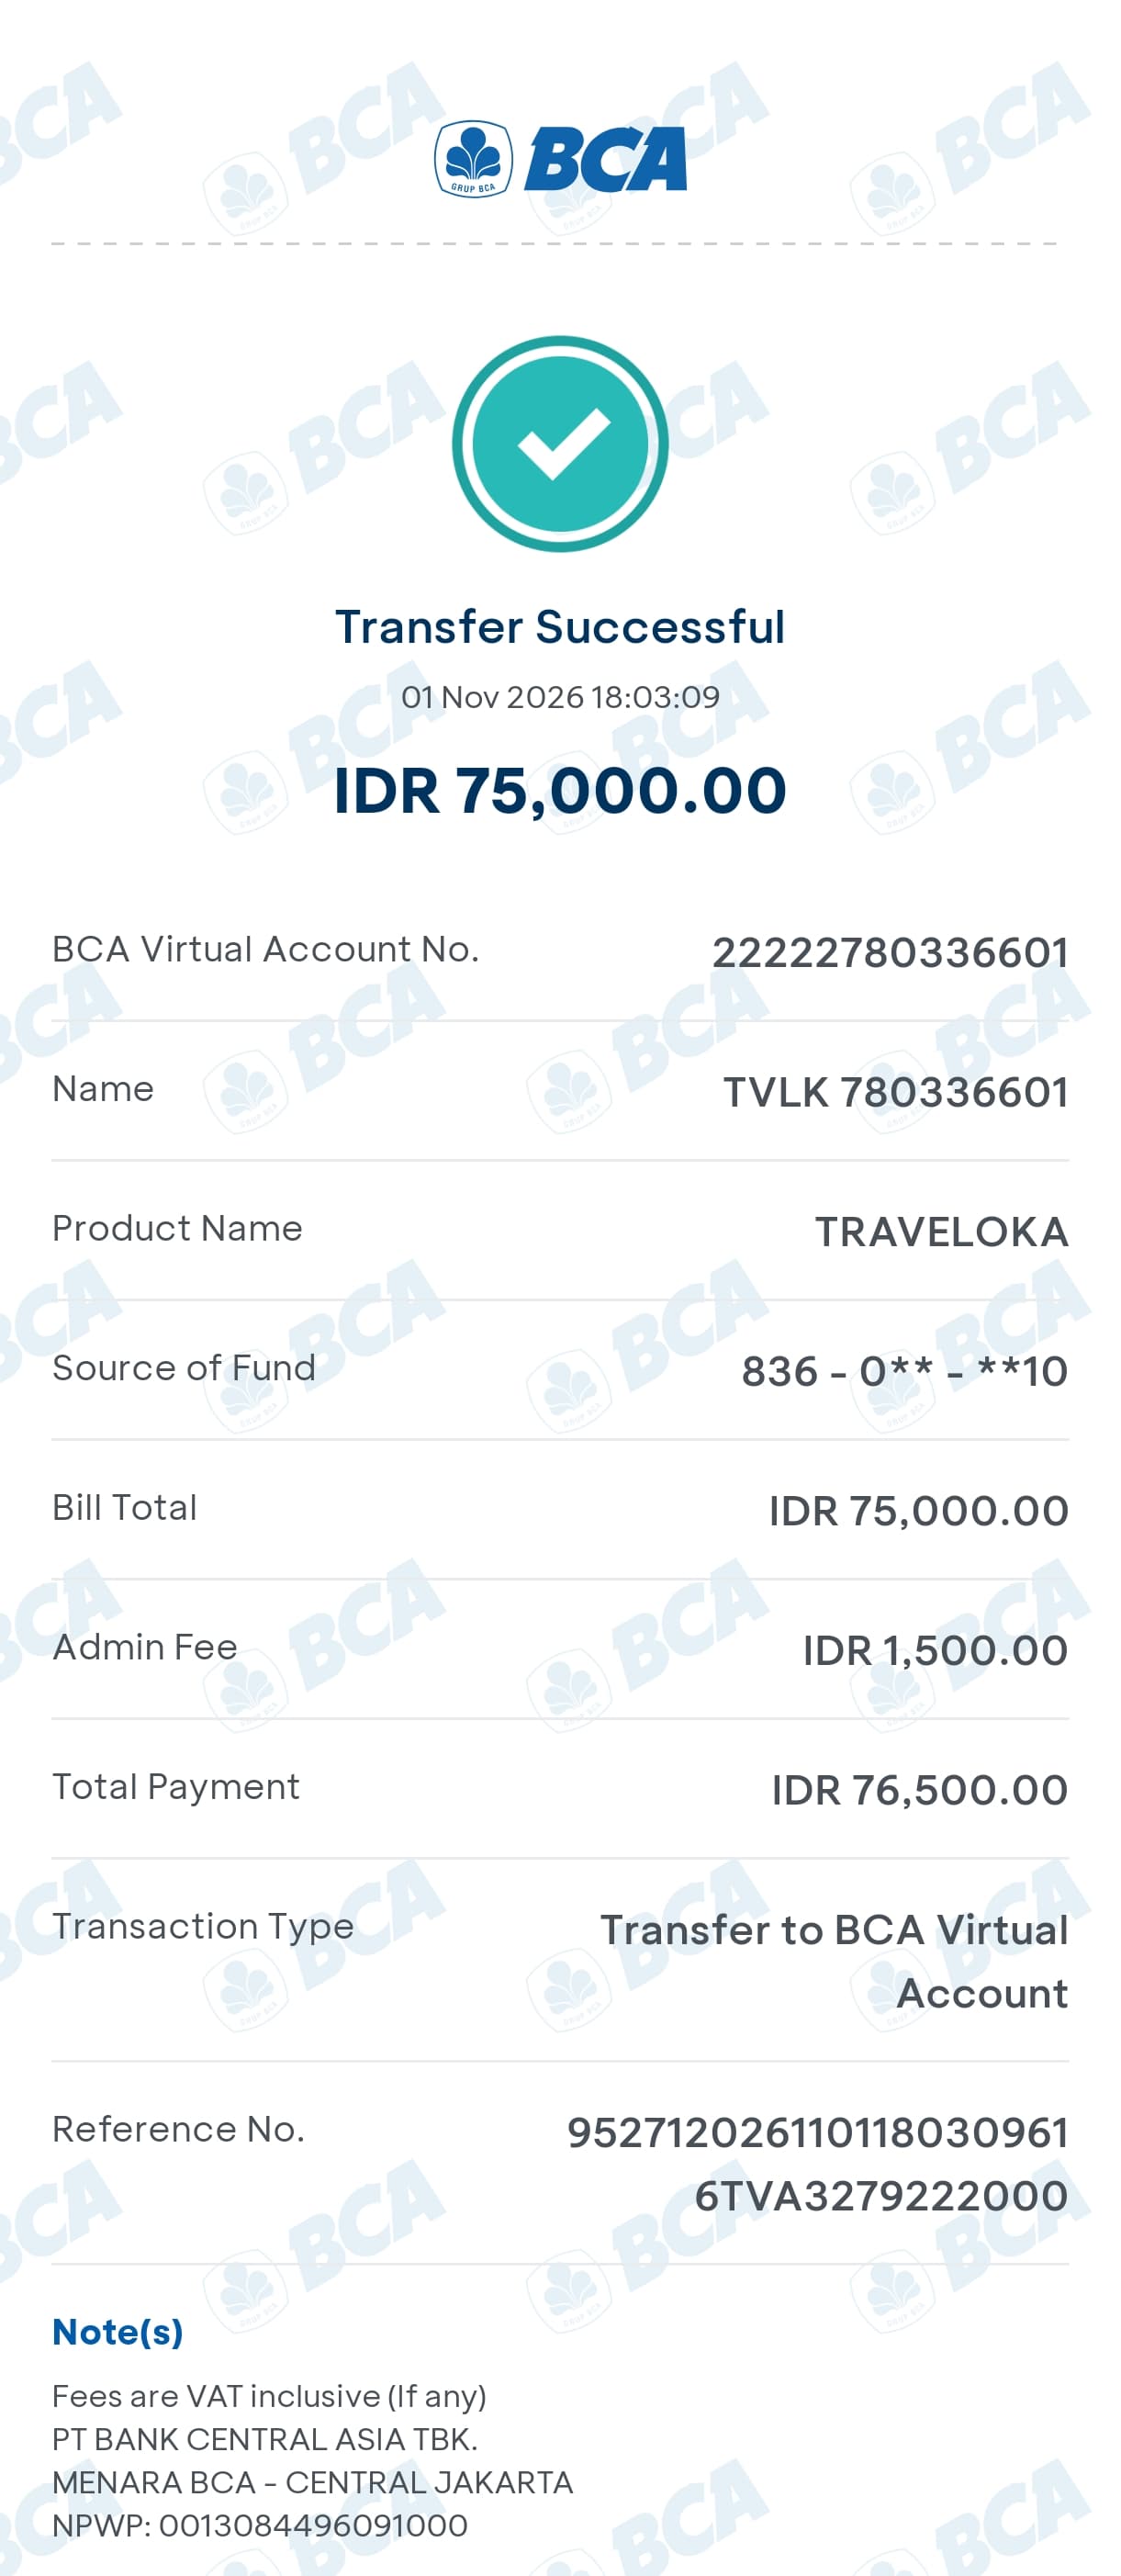 GRUP BCA
BCA
Transfer Successful
01 Nov 2026 18:03:09
IDR 75,000.00
BCA Virtual Account No. 22222780336601
Name TVLK 780336601
Product Name TRAVELOKA
Source of Fund 836 - 0** - **10
Bill Total IDR 75,000.00
Admin Fee IDR 1,500.00
Total Payment IDR 76,500.00
Transaction Type Transfer to BCA Virtual
Account
Reference No. 9527120261101180309​61
6TVA3279222000
Note(s)
Fees are VAT inclusive (If any)
PT BANK CENTRAL ASIA TBK.
MENARA BCA - CENTRAL JAKARTA
NPWP: 0013084496091000